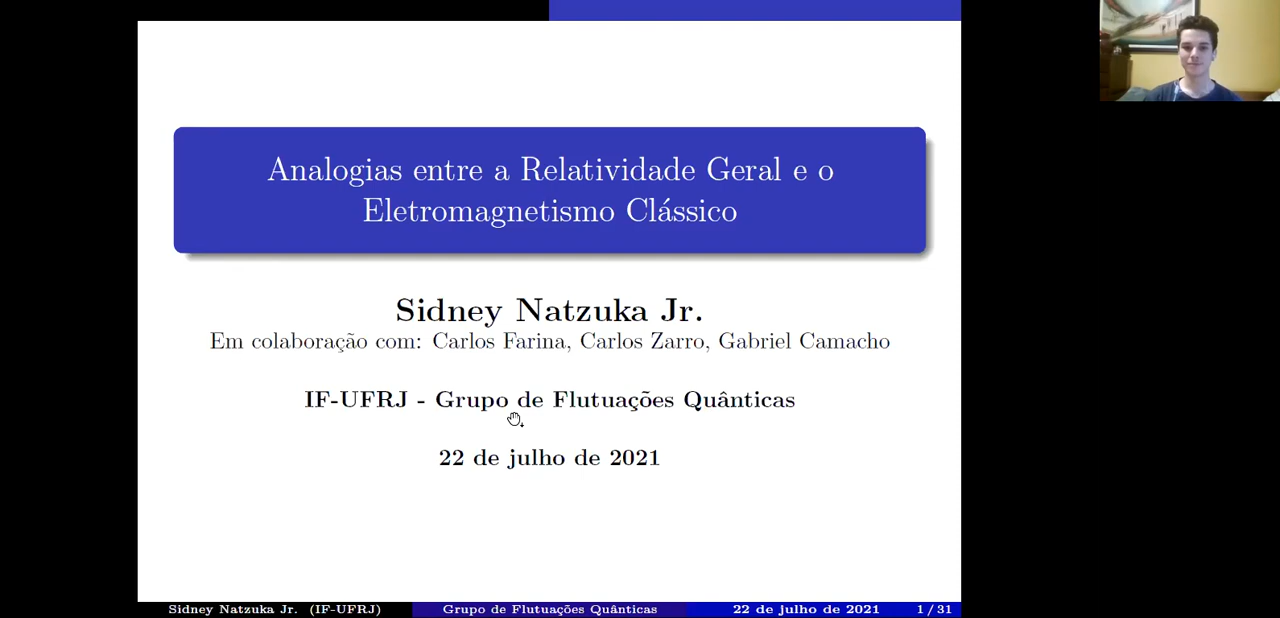 Analogias entre a Relatividade Geral e o
Eletromagnetismo Clássico
Sidney Natzuka Jr.
Em colaboração com: Carlos Farina, Carlos Zarro, Gabriel Camacho
IF-UFRJ - Grupo de Flutuações Quânticas
22 de julho de 2021
Sidney Natzuka Jr. (IF-UFRJ) Grupo de Flutuações Quânticas 22 de julho de 2021 1 / 31